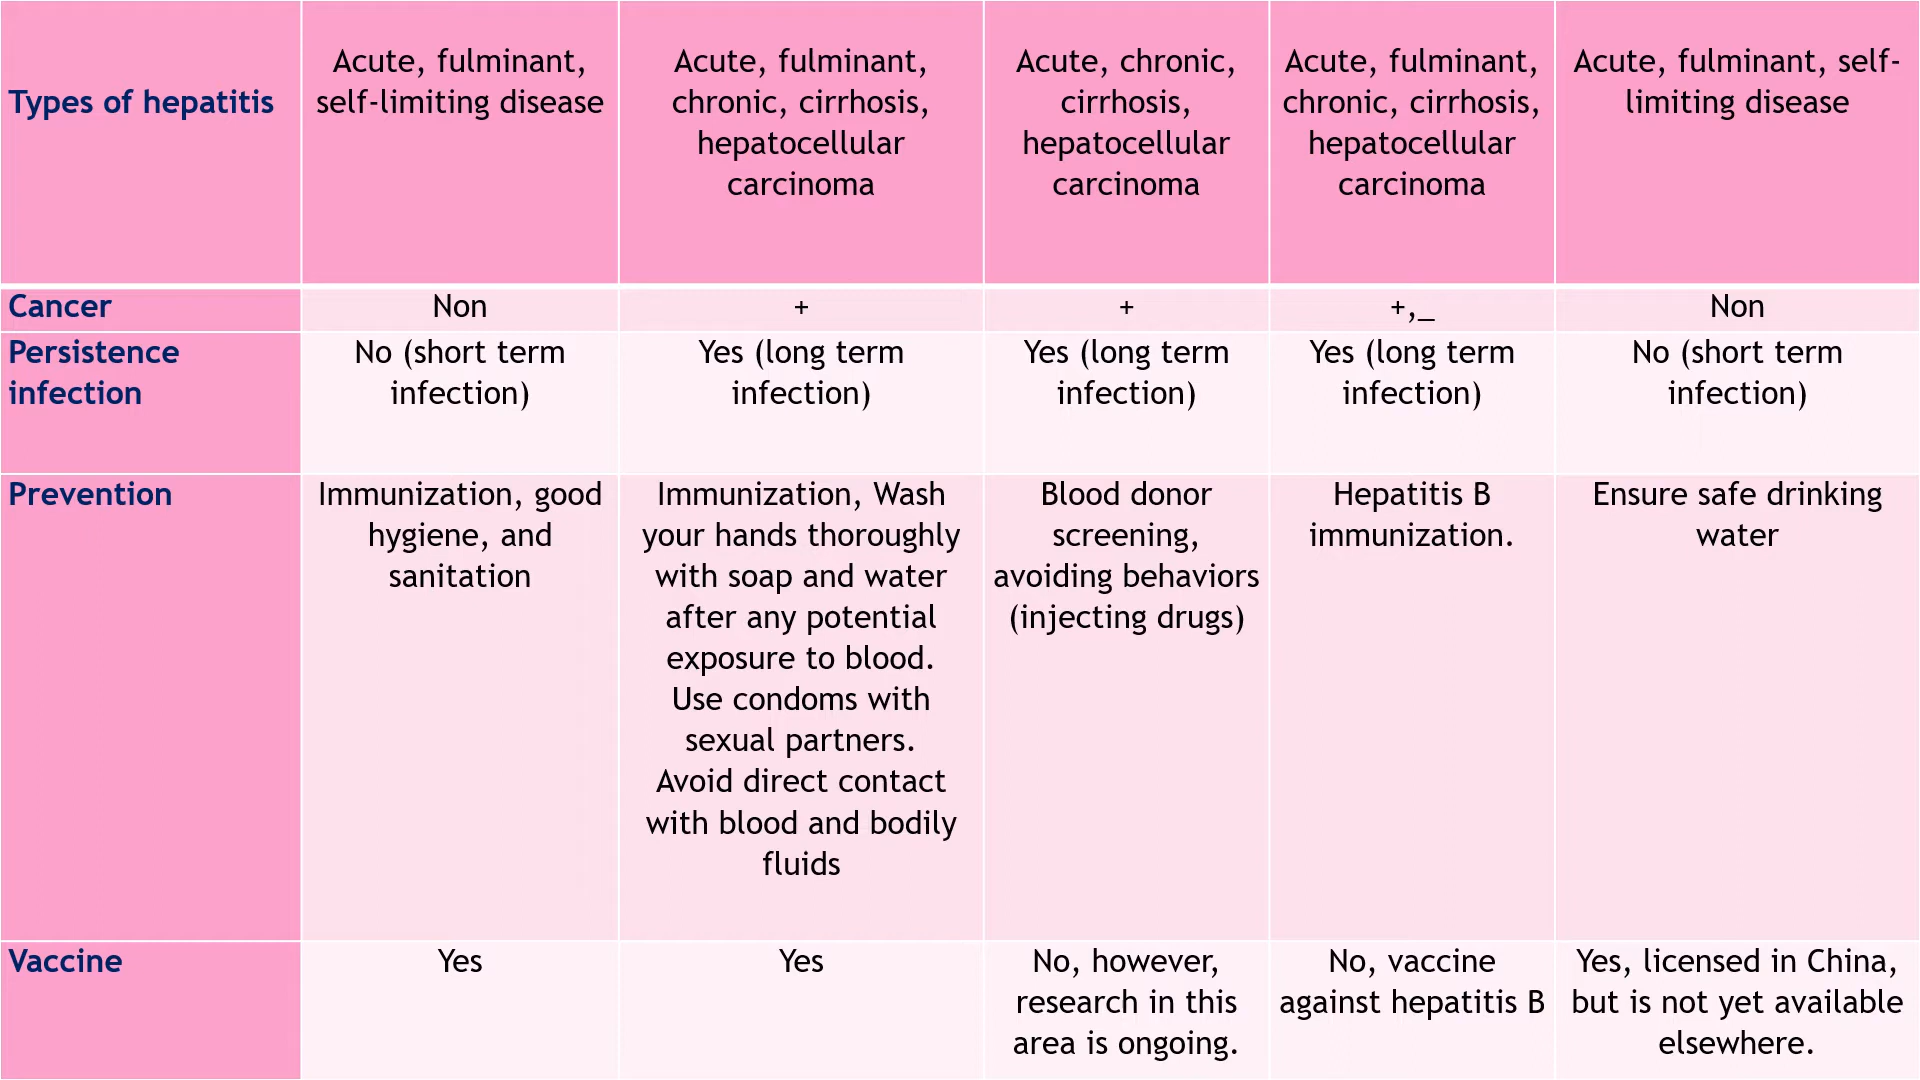 Types of hepatitis
Acute, fulminant,
self-limiting disease
Acute, fulminant,
chronic, cirrhosis,
hepatocellular
carcinoma
Acute, chronic,
cirrhosis,
hepatocellular
carcinoma
Acute, fulminant,
chronic, cirrhosis,
hepatocellular
carcinoma
Acute, fulminant, self-
limiting disease
Cancer
Non
+
+
+,_
Non
Persistence
infection
No (short term
infection)
Yes (long term
infection)
Yes (long term
infection)
Yes (long term
infection)
No (short term
infection)
Prevention
Immunization, good
hygiene, and
sanitation
Immunization, Wash
your hands thoroughly
with soap and water
after any potential
exposure to blood.
Use condoms with
sexual partners.
Avoid direct contact
with blood and bodily
fluids
Blood donor
screening,
avoiding behaviors
(injecting drugs)
Hepatitis B
immunization.
Ensure safe drinking
water
Vaccine
Yes
Yes
No, however,
research in this
area is ongoing.
No, vaccine
against hepatitis B
Yes, licensed in China,
but is not yet available
elsewhere.